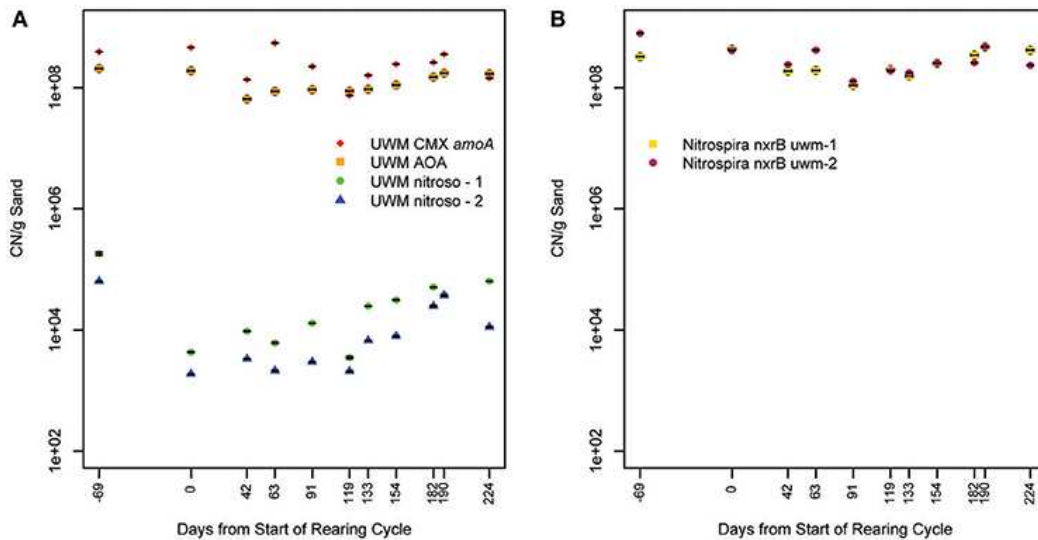 A
CN/g Sand
1e+08
1e+06
1e+04
1e+02
UWM CMX amoA
UWM AOA
UWM nitroso - 1
UWM nitroso - 2
-69 0 42 63 91 119 133 154 182 190 224
Days from Start of Rearing Cycle
B
CN/g Sand
1e+08
1e+06
1e+04
1e+02
Nitrospira nxrB uwm-1
Nitrospira nxrB uwm-2
-69 0 42 63 91 119 133 154 182 190 224
Days from Start of Rearing Cycle